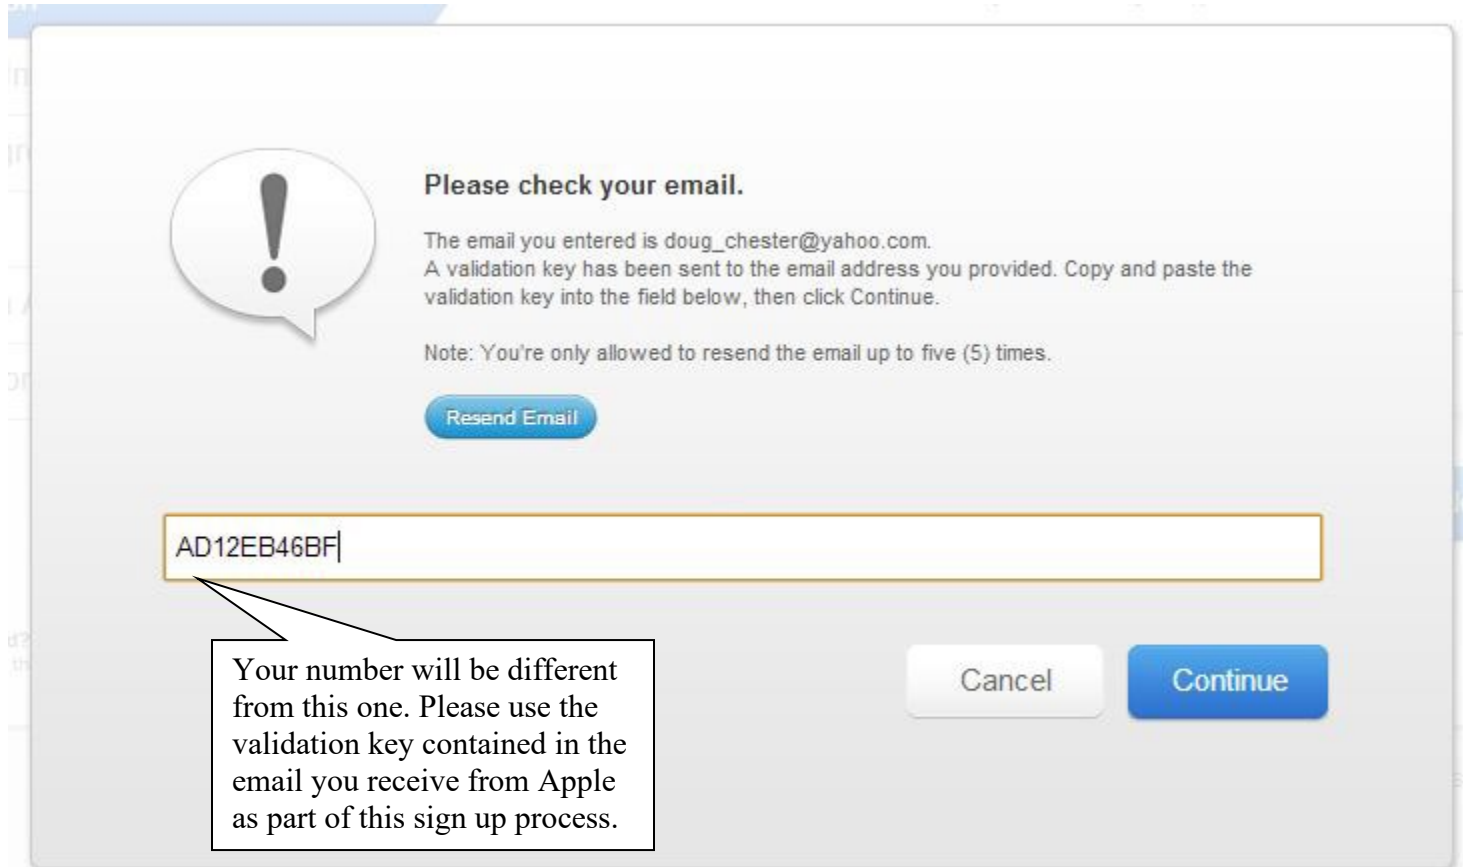 Please check your email.
The email you entered is doug_chester@yahoo.com.
A validation key has been sent to the email address you provided. Copy and paste the
validation key into the field below, then click Continue.
Note: You're only allowed to resend the email up to five (5) times.
Resend Email
AD12EB46BF
Your number will be different
from this one. Please use the
validation key contained in the
email you receive from Apple
as part of this sign up process.
Cancel
Continue